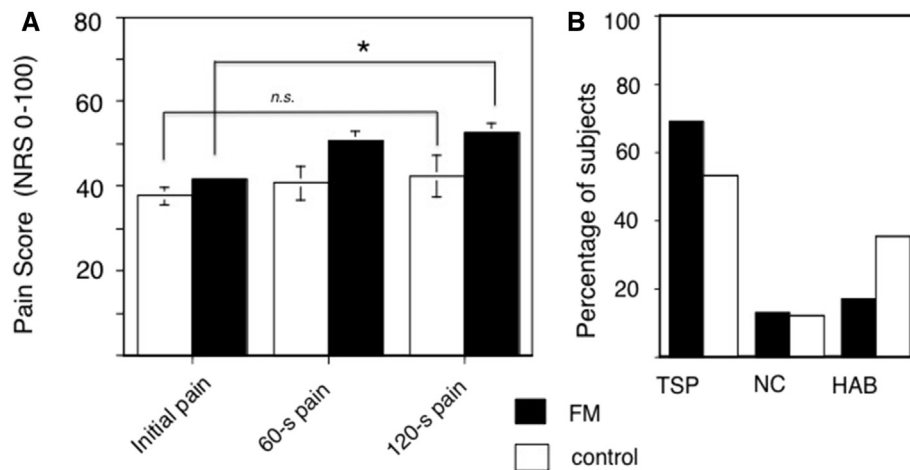 A
Pain Score (NRS 0-100)
80
60
40
20
*
n.s.
Initial pain
60-s pain
120-s pain
B
Percentage of subjects
100
80
60
40
20
TSP
NC
HAB
FM
control